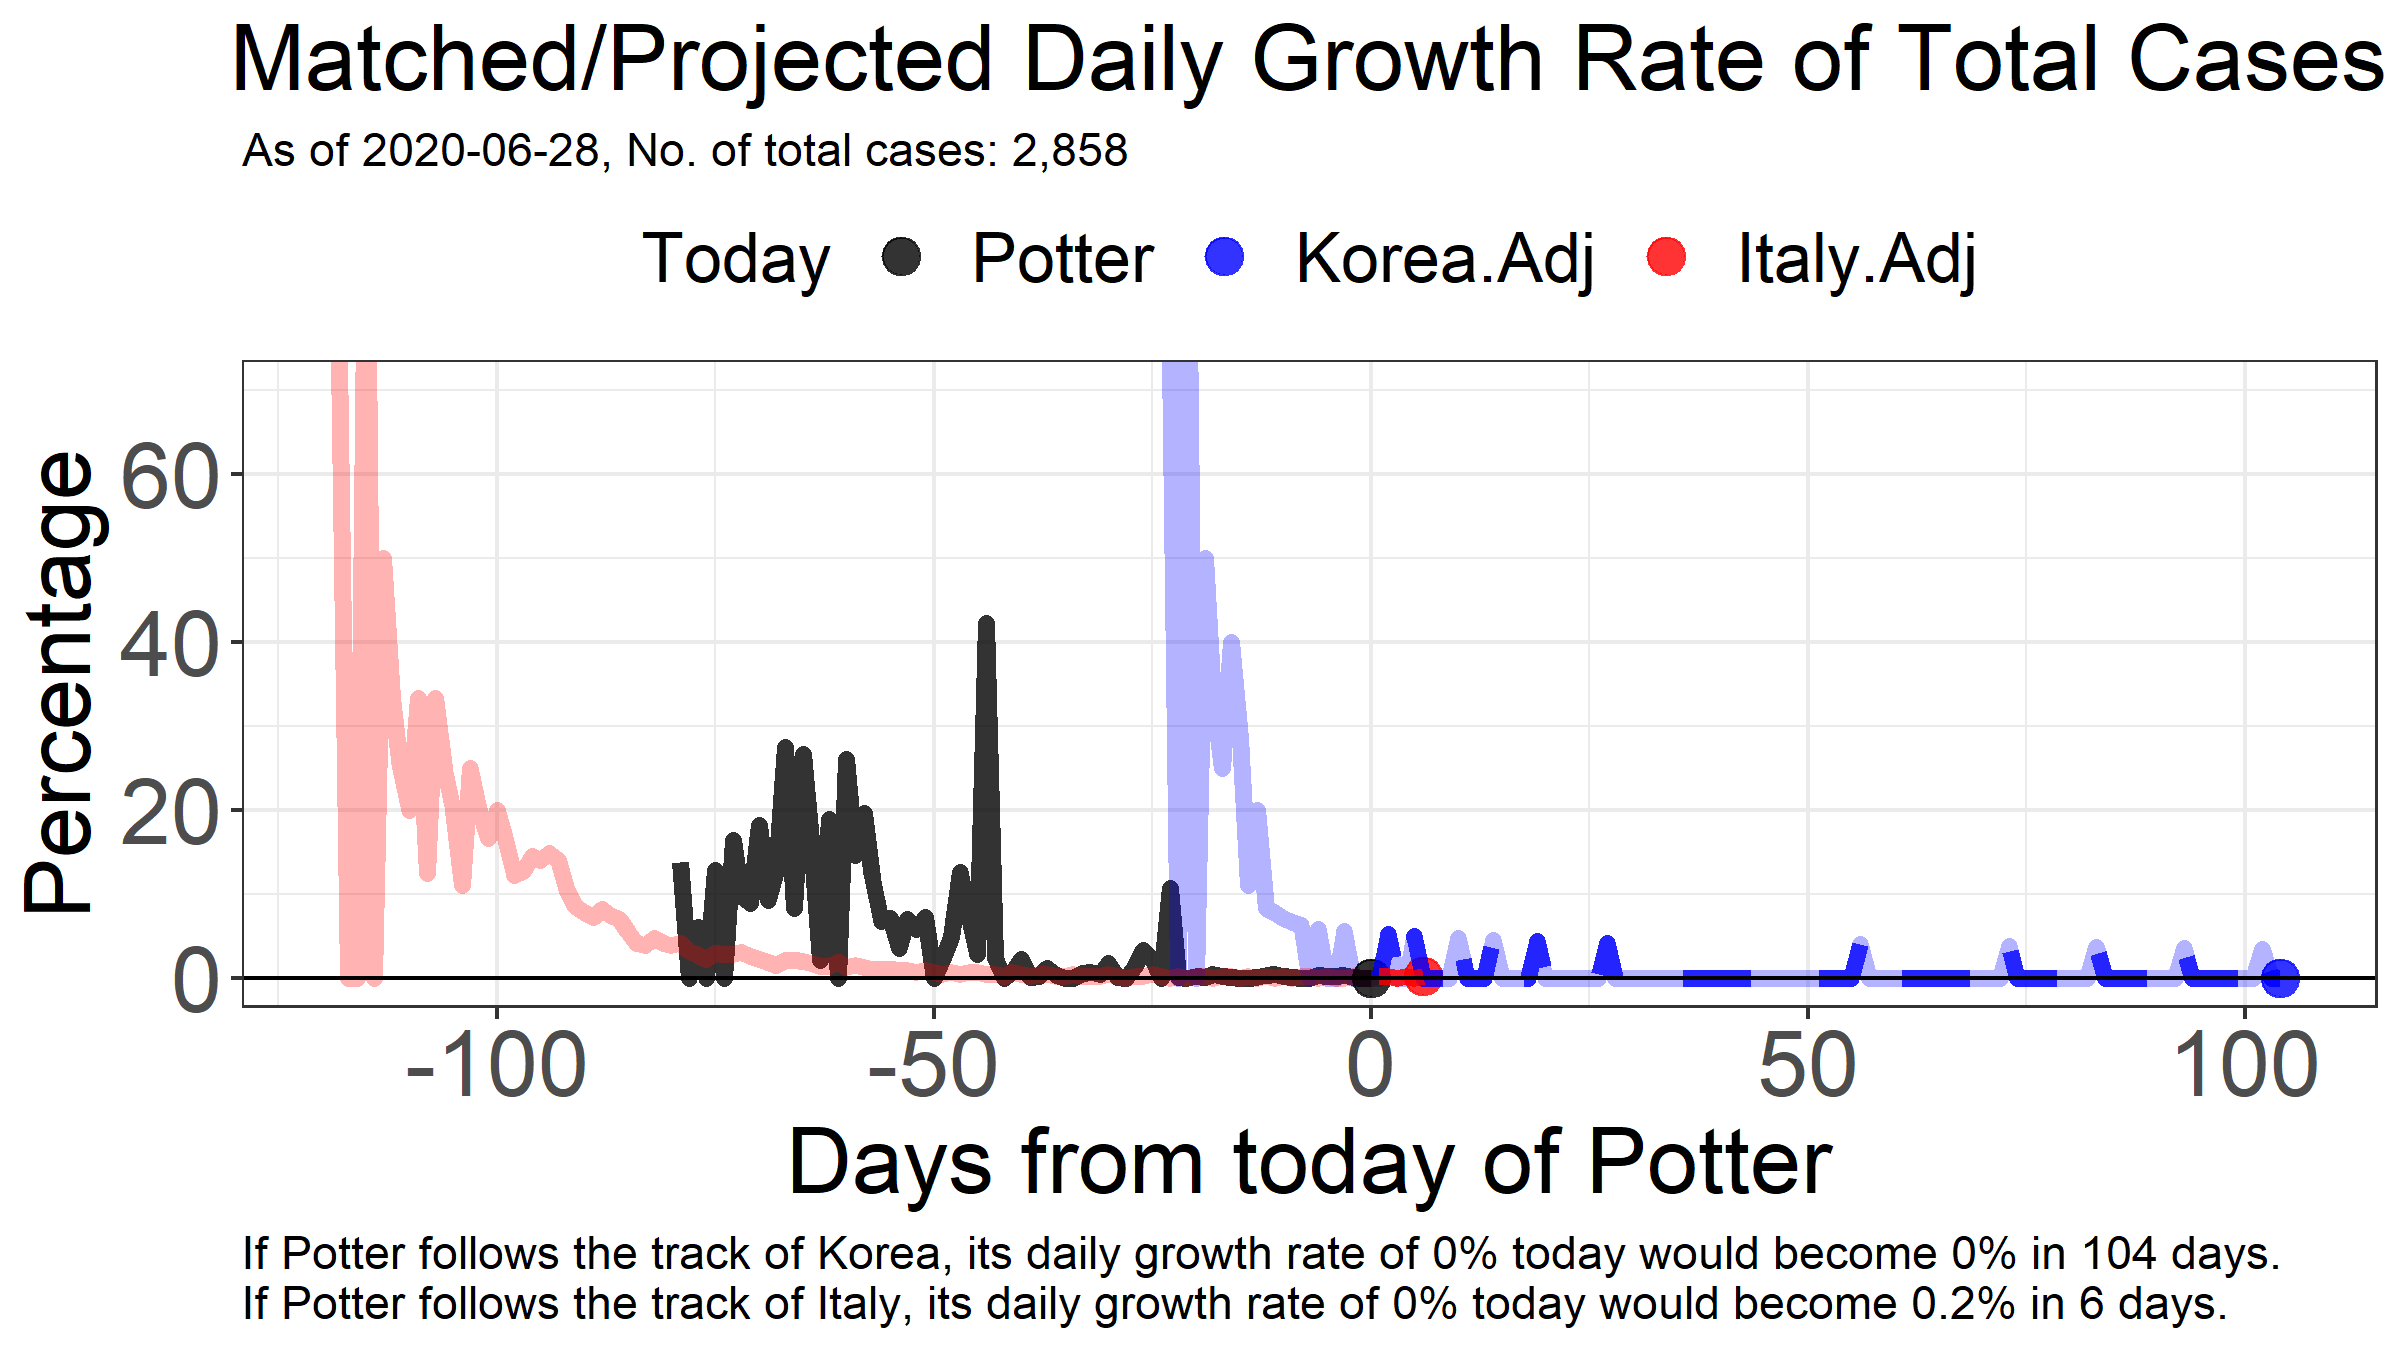 Matched/Projected Daily Growth Rate of Total Cases
As of 2020-06-28, No. of total cases: 2,858
Today Potter Korea.Adj Italy.Adj
Percentage
60
40
20
0
-100 -50 0 50 100
Days from today of Potter
If Potter follows the track of Korea, its daily growth rate of 0% today would become 0% in 104 days.
If Potter follows the track of Italy, its daily growth rate of 0% today would become 0.2% in 6 days.